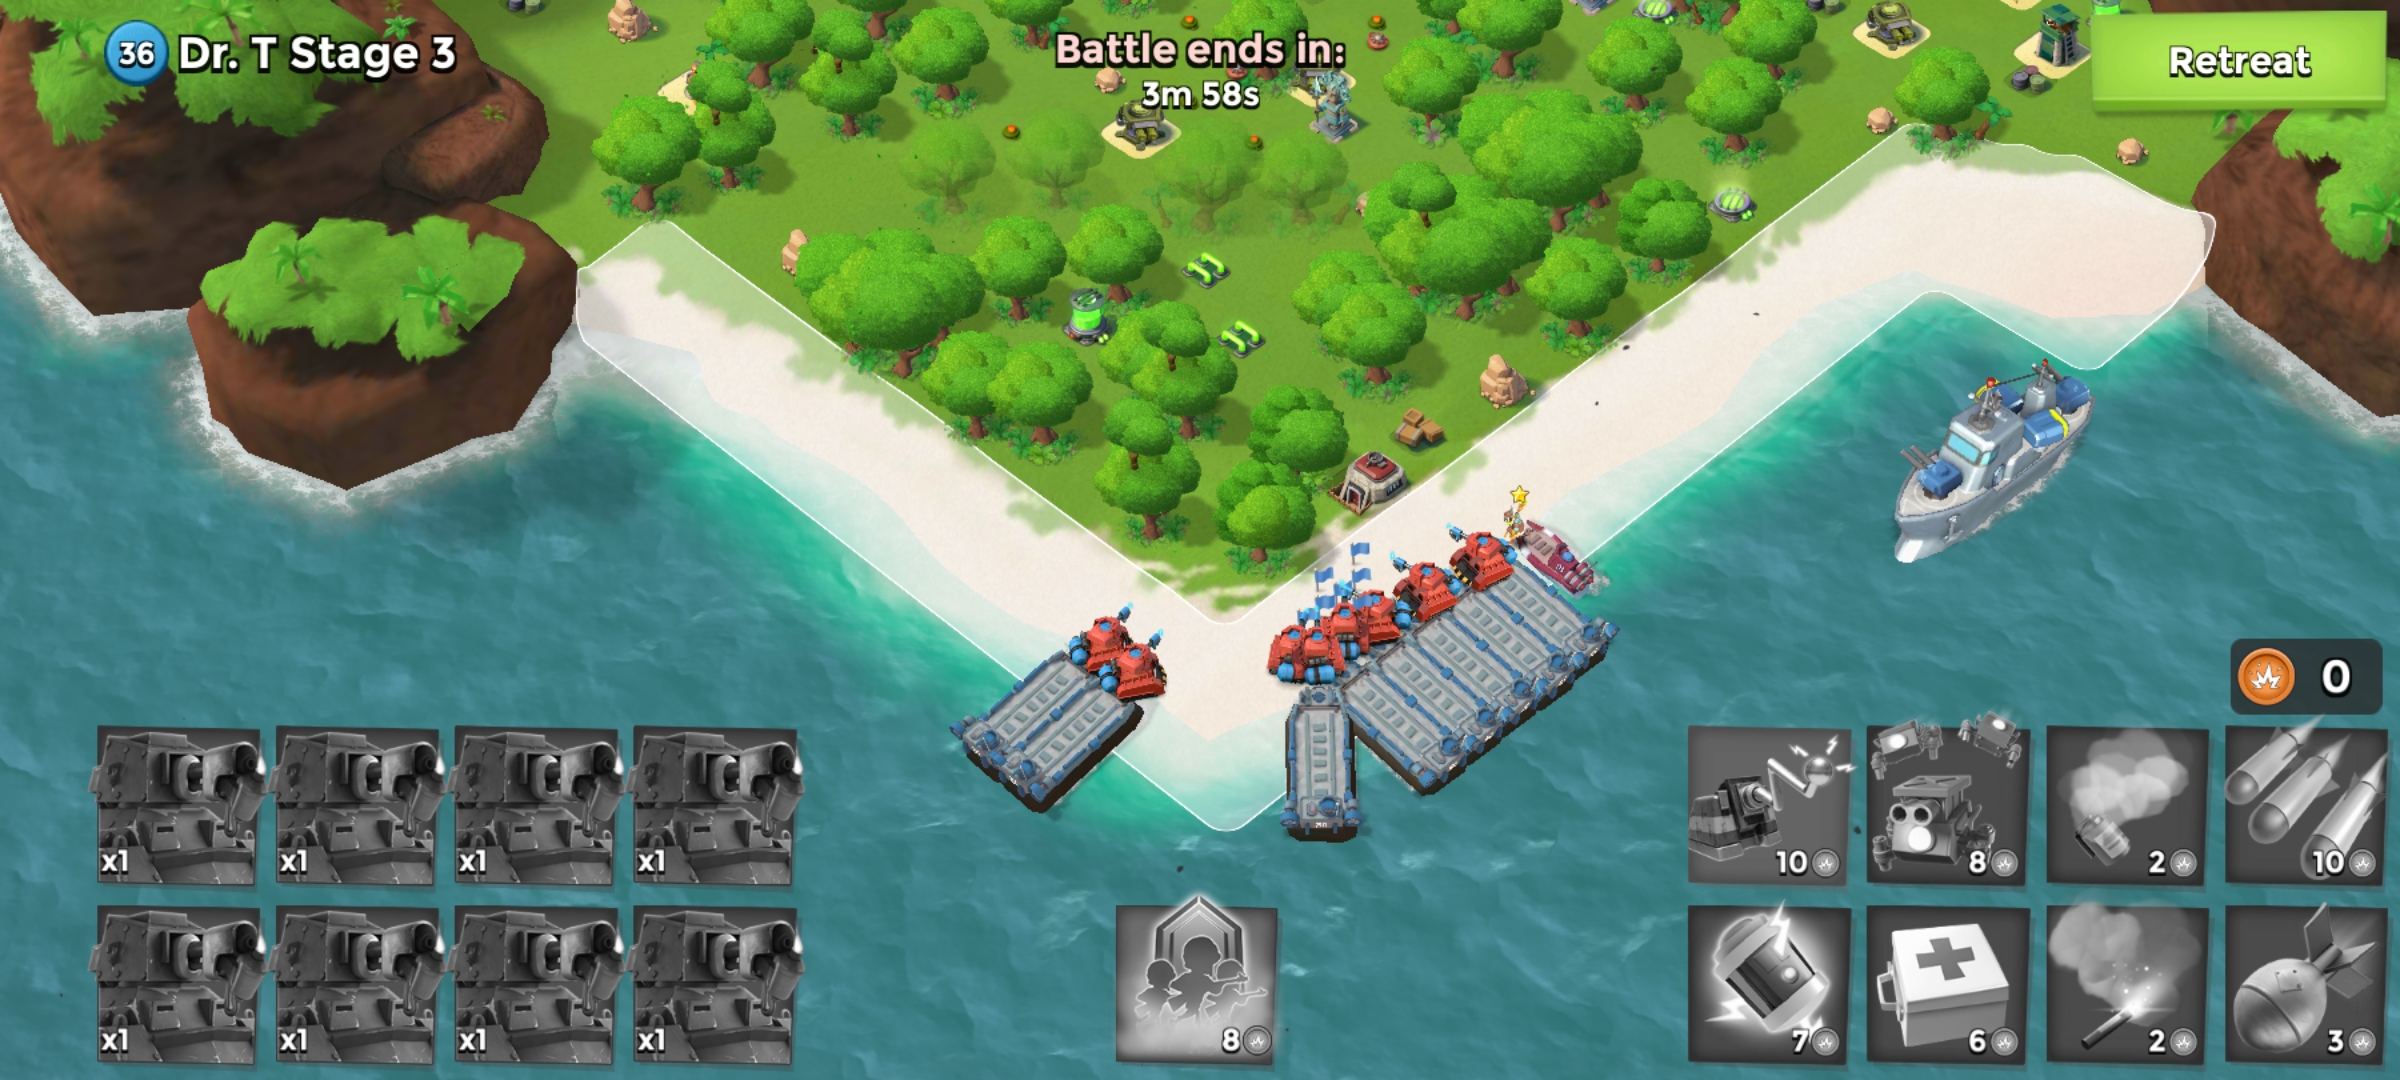 36 Dr. T Stage 3
Battle ends in:
3m 58s
Retreat
0
x1 x1 x1 x1
10 8 2 10
x1 x1 x1 x1
8
7 6 2 3